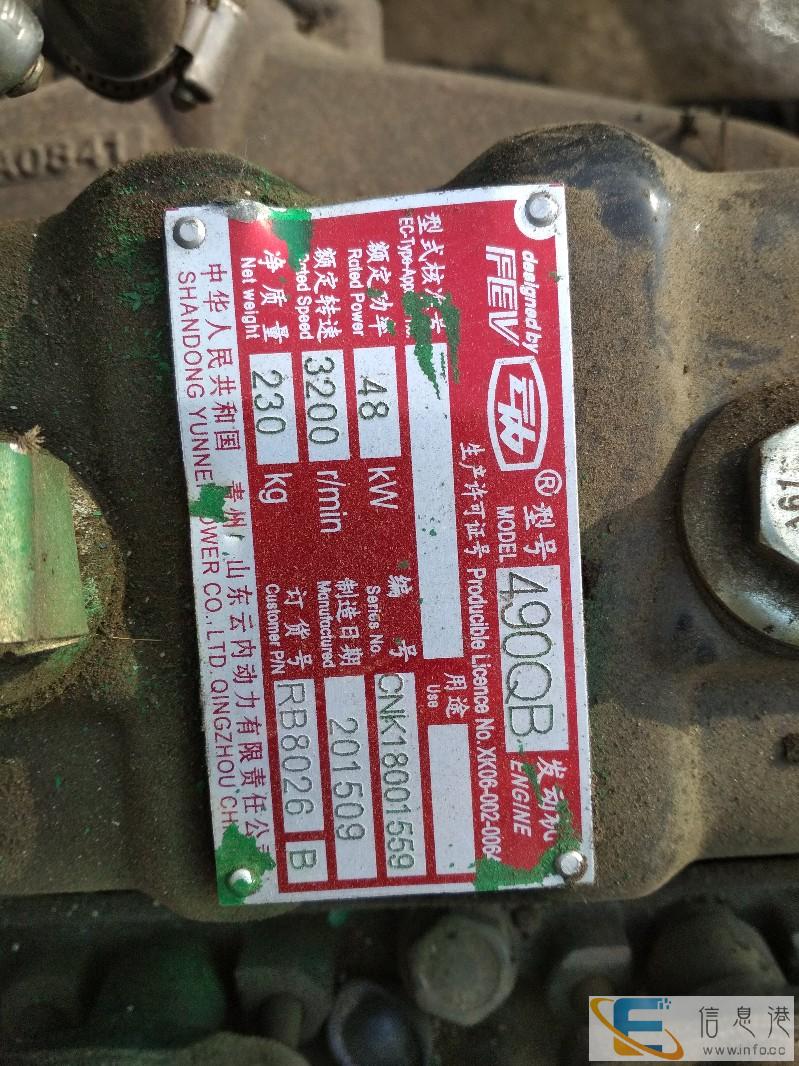 designed by
FEV
云内
®
型号
MODEL
490QB
发动机
ENGINE
生产许可证号 Producible Licence No.XK06-002-006
型式核
EC-Type-App
用途
Use
额定功率
Rated Power
48
kW
编 号
Series No.
CNK18001559
额定转速
Speed
3200
r/min
制造日期
Manufactured
201509
净质量
Net weight
230
kg
订货号
Customer P/N
RB8026
B
中华人民共和国 青州 山东云内动力有限责任公
SHANDONG YUNNEI POWER CO.,LTD.QINGZHOU CH
A0841
信息港
www.info.cc